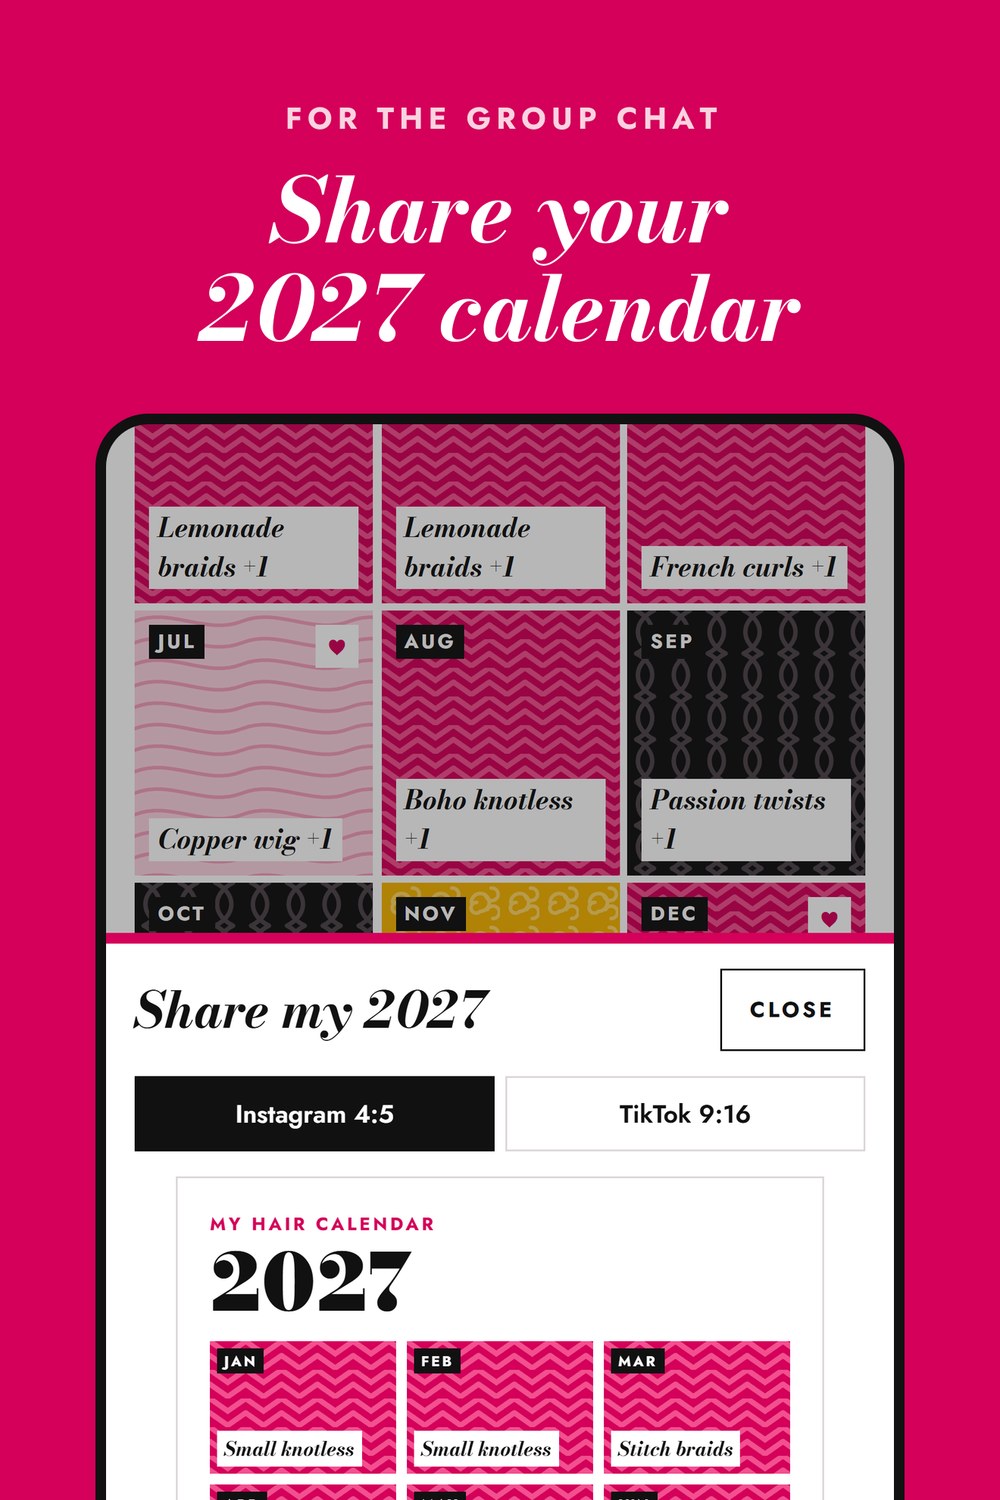 FOR THE GROUP CHAT
Share your
2027 calendar
Lemonade
braids +1
Lemonade
braids +1
French curls +1
JUL
AUG
SEP
Copper wig +1
Boho knotless
+1
Passion twists
+1
OCT
NOV
DEC
Share my 2027
CLOSE
Instagram 4:5
TikTok 9:16
MY HAIR CALENDAR
2027
JAN
FEB
MAR
Small knotless
Small knotless
Stitch braids